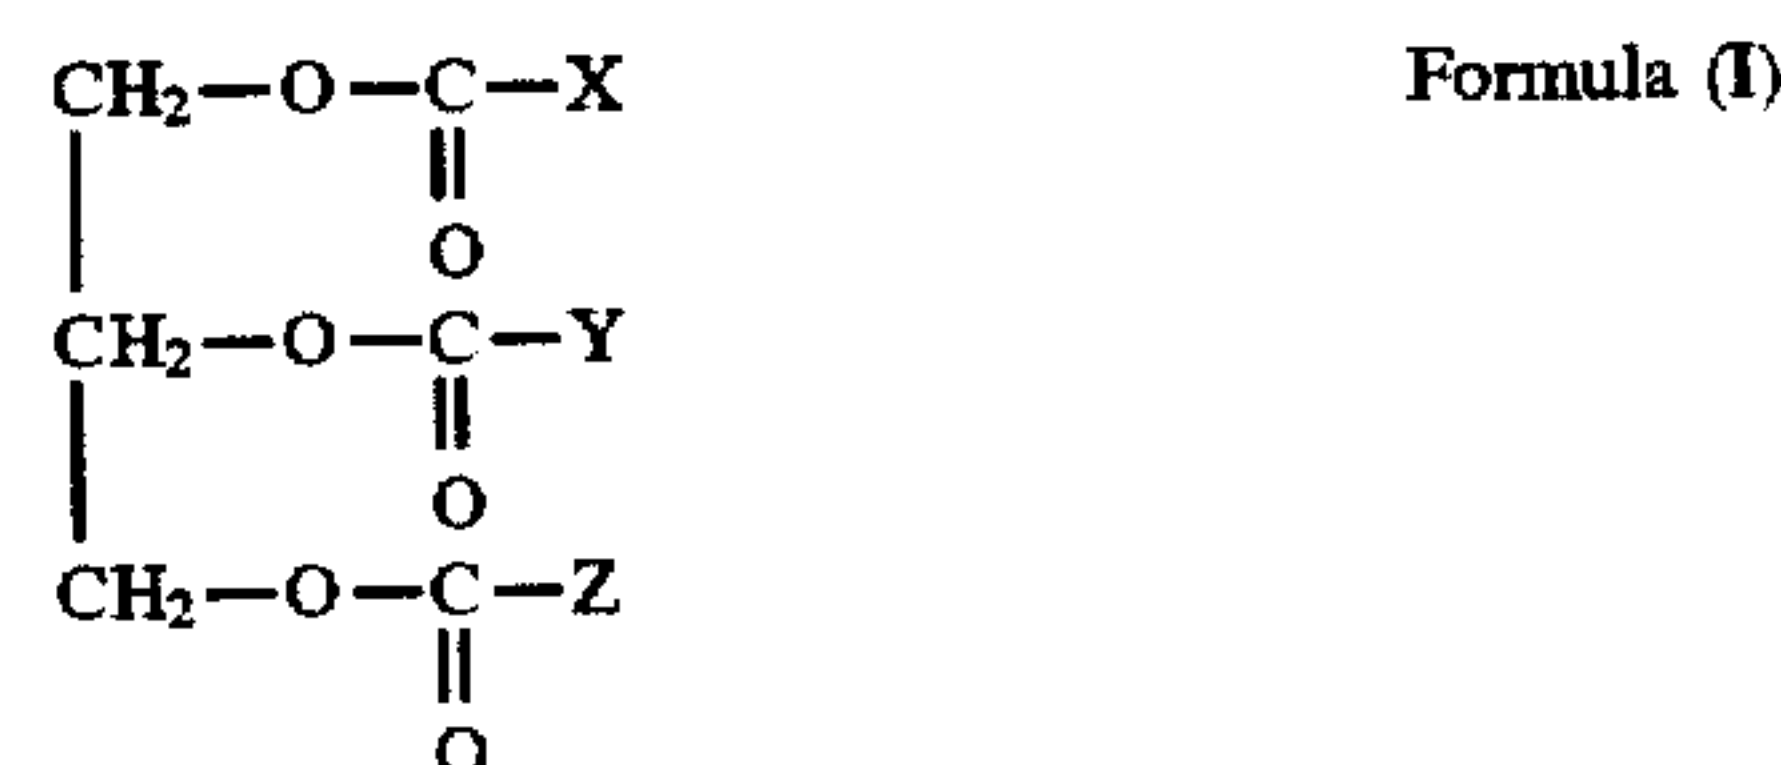 CH₂—O—C—X Formula (I)
O
CH₂—O—C—Y
O
CH₂—O—C—Z
O